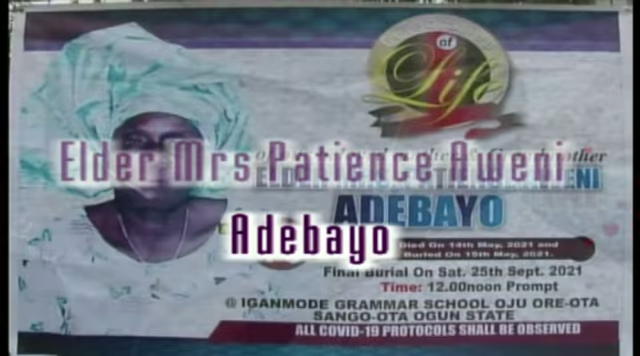 of
Life
ELDER
Elder Mrs Patience Aweni
Adebayo
ADEBAYO
Died On 14th May, 2021 and
Buried On 15th May, 2021.
Final Burial On Sat. 25th Sept. 2021
Time: 12.00noon Prompt
@ IGANMODE GRAMMAR SCHOOL OJU ORE-OTA
SANGO-OTA OGUN STATE
ALL COVID-19 PROTOCOLS SHALL BE OBSERVED